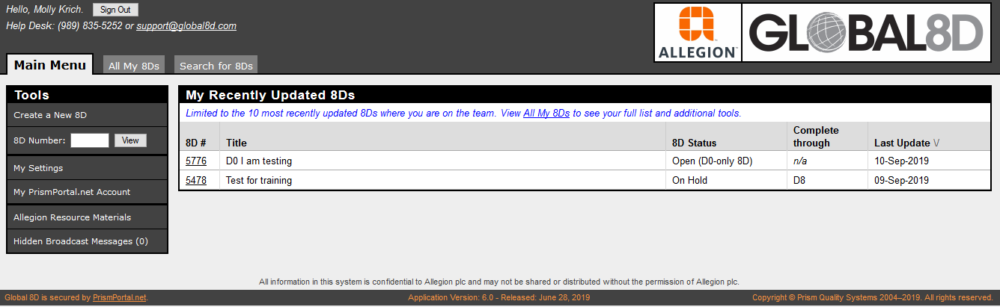 Hello, Molly Krich. Sign Out
Help Desk: (989) 835-5252 or support@global8d.com
ALLEGION™ GLOBAL8D
Main Menu All My 8Ds Search for 8Ds
Tools
Create a New 8D
8D Number: View
My Settings
My PrismPortal.net Account
Allegion Resource Materials
Hidden Broadcast Messages (0)
My Recently Updated 8Ds
Limited to the 10 most recently updated 8Ds where you are on the team. View All My 8Ds to see your full list and additional tools.
8D # Title 8D Status Complete through Last Update \/
5776 D0 I am testing Open (D0-only 8D) n/a 10-Sep-2019
5478 Test for training On Hold D8 09-Sep-2019
All information in this system is confidential to Allegion plc and may not be shared or distributed without the permission of Allegion plc.
Global 8D is secured by PrismPortal.net. Application Version: 6.0 - Released: June 28, 2019 Copyright © Prism Quality Systems 2004–2019. All rights reserved.